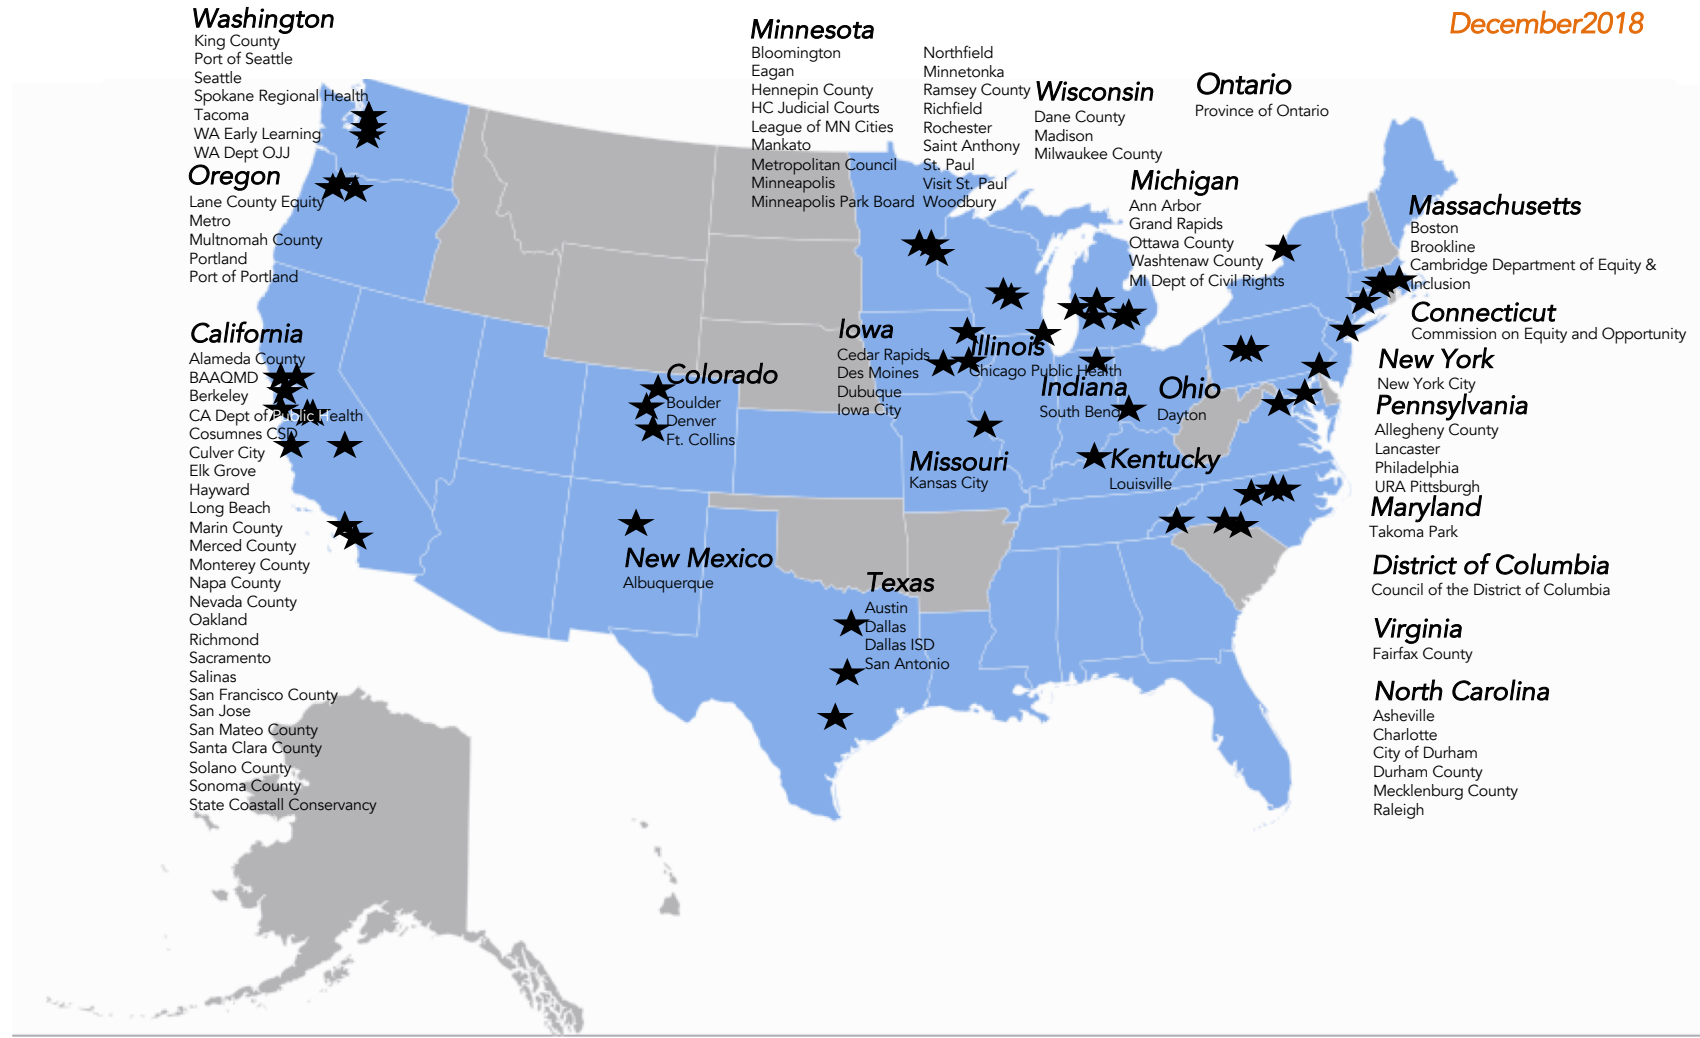 December2018
Washington
King County
Port of Seattle
Seattle
Spokane Regional Health
Tacoma
WA Early Learning
WA Dept OJJ
Oregon
Lane County Equity
Metro
Multnomah County
Portland
Port of Portland
California
Alameda County
BAAQMD
Berkeley
CA Dept of Public Health
Cosumnes CSD
Culver City
Elk Grove
Hayward
Long Beach
Marin County
Merced County
Monterey County
Napa County
Nevada County
Oakland
Richmond
Sacramento
Salinas
San Francisco County
San Jose
San Mateo County
Santa Clara County
Solano County
Sonoma County
State Coastall Conservancy
Colorado
Boulder
Denver
Ft. Collins
New Mexico
Albuquerque
Minnesota
Bloomington
Eagan
Hennepin County
HC Judicial Courts
League of MN Cities
Mankato
Metropolitan Council
Minneapolis
Minneapolis Park Board
Northfield
Minnetonka
Ramsey County
Richfield
Rochester
Saint Anthony
St. Paul
Visit St. Paul
Woodbury
Wisconsin
Dane County
Madison
Milwaukee County
Ontario
Province of Ontario
Michigan
Ann Arbor
Grand Rapids
Ottawa County
Washtenaw County
MI Dept of Civil Rights
Iowa
Cedar Rapids
Des Moines
Dubuque
Iowa City
Illinois
Chicago Public Health
Indiana
South Bend
Ohio
Dayton
Missouri
Kansas City
Kentucky
Louisville
Texas
Austin
Dallas
Dallas ISD
San Antonio
Massachusetts
Boston
Brookline
Cambridge Department of Equity &
Inclusion
Connecticut
Commission on Equity and Opportunity
New York
New York City
Pennsylvania
Allegheny County
Lancaster
Philadelphia
URA Pittsburgh
Maryland
Takoma Park
District of Columbia
Council of the District of Columbia
Virginia
Fairfax County
North Carolina
Asheville
Charlotte
City of Durham
Durham County
Mecklenburg County
Raleigh